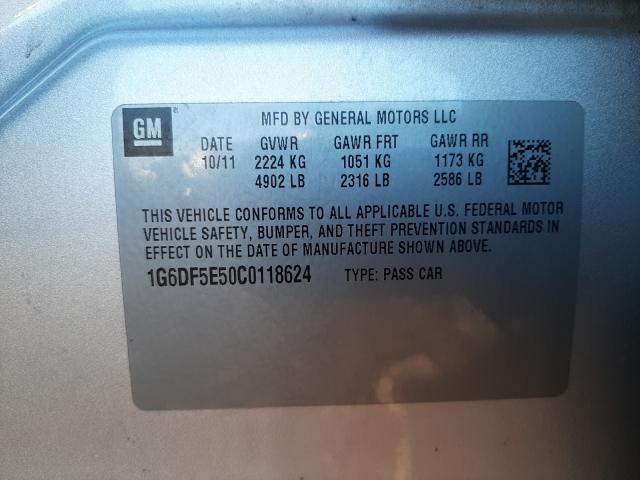 GM
MFD BY GENERAL MOTORS LLC
DATE GVWR GAWR FRT GAWR RR
10/11 2224 KG 1051 KG 1173 KG
4902 LB 2316 LB 2586 LB
THIS VEHICLE CONFORMS TO ALL APPLICABLE U.S. FEDERAL MOTOR
VEHICLE SAFETY, BUMPER, AND THEFT PREVENTION STANDARDS IN
EFFECT ON THE DATE OF MANUFACTURE SHOWN ABOVE.
1G6DF5E50C0118624 TYPE: PASS CAR